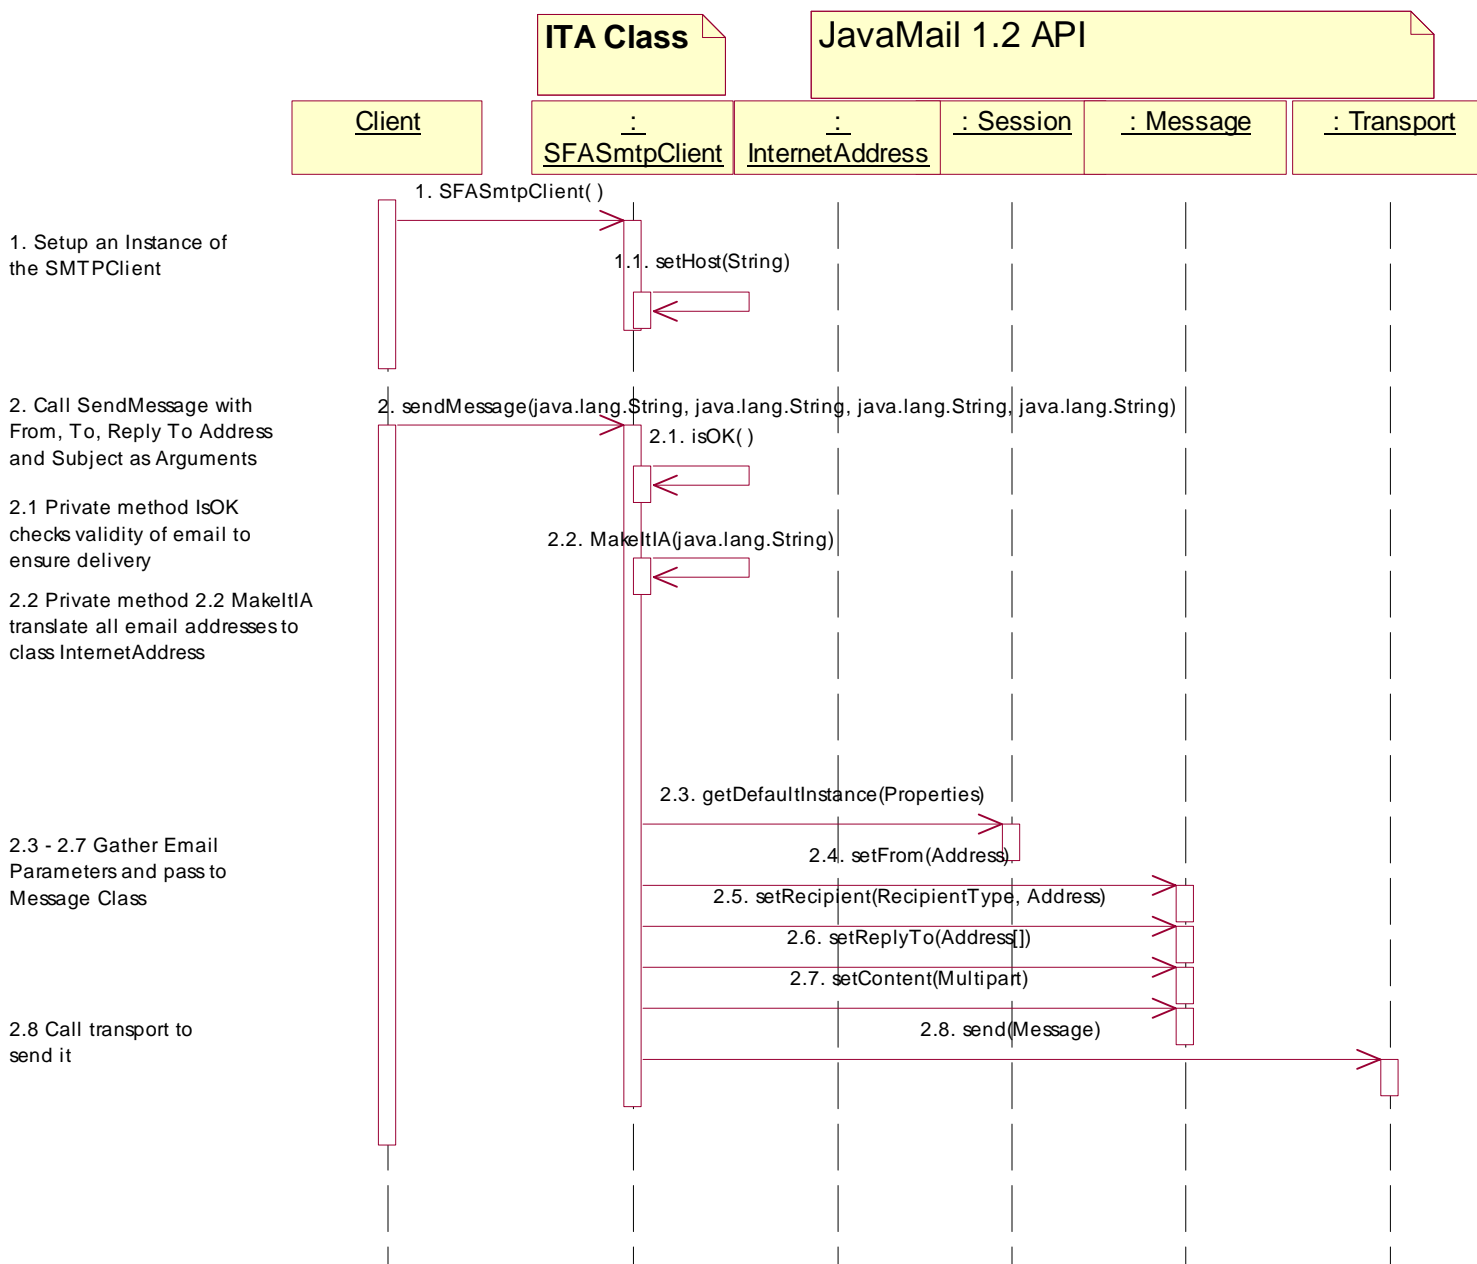 ITA Class
JavaMail 1.2 API
Client
:
SFASmtpClient
:
InternetAddress
: Session
: Message
: Transport
1. SFASmtpClient( )
1. Setup an Instance of
the SMTPClient
1.1. setHost(String)
2. Call SendMessage with
From, To, Reply To Address
and Subject as Arguments
2. sendMessage(java.lang.String, java.lang.String, java.lang.String, java.lang.String)
2.1. isOK( )
2.1 Private method IsOK
checks validity of email to
ensure delivery
2.2. MakeItIA(java.lang.String)
2.2 Private method 2.2 MakeItIA
translate all email addresses to
class InternetAddress
2.3. getDefaultInstance(Properties)
2.3 - 2.7 Gather Email
Parameters and pass to
Message Class
2.4. setFrom(Address)
2.5. setRecipient(RecipientType, Address)
2.6. setReplyTo(Address[])
2.7. setContent(Multipart)
2.8 Call transport to
send it
2.8. send(Message)